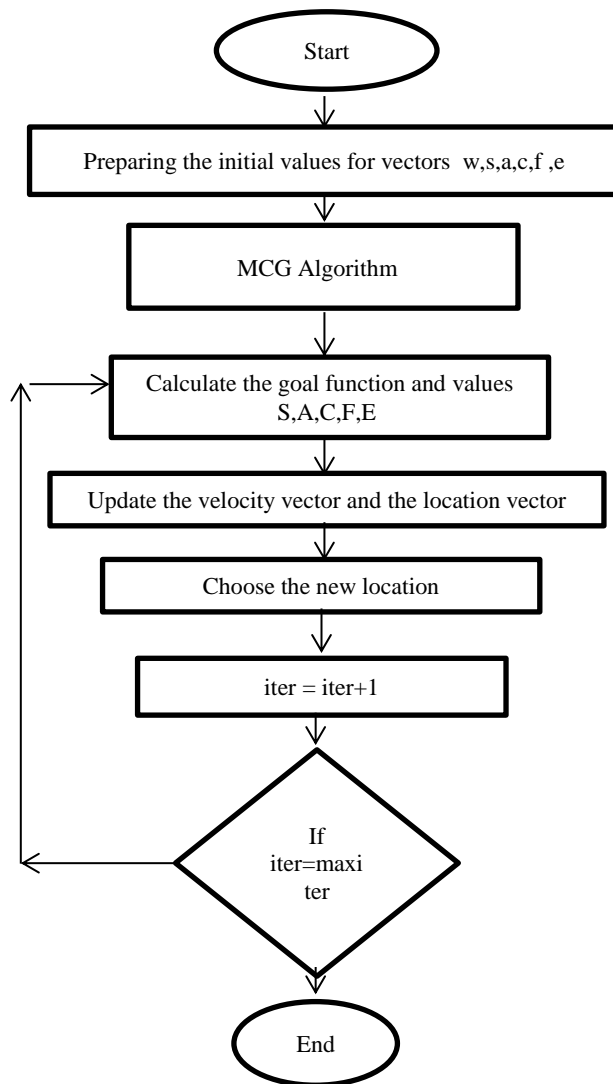 Start
Preparing the initial values for vectors w,s,a,c,f ,e
MCG Algorithm
Calculate the goal function and values
S,A,C,F,E
Update the velocity vector and the location vector
Choose the new location
iter = iter+1
If
iter=maxi
ter
End